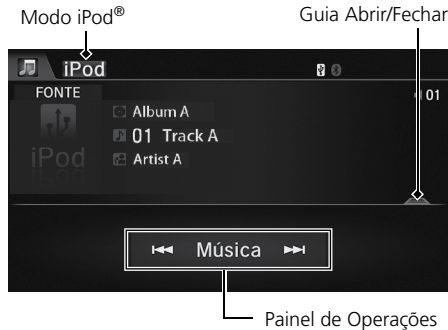 Modo iPod®
Guia Abrir/Fechar
iPod
FONTE
01
Album A
01 Track A
iPod
Artist A
Música
Painel de Operações